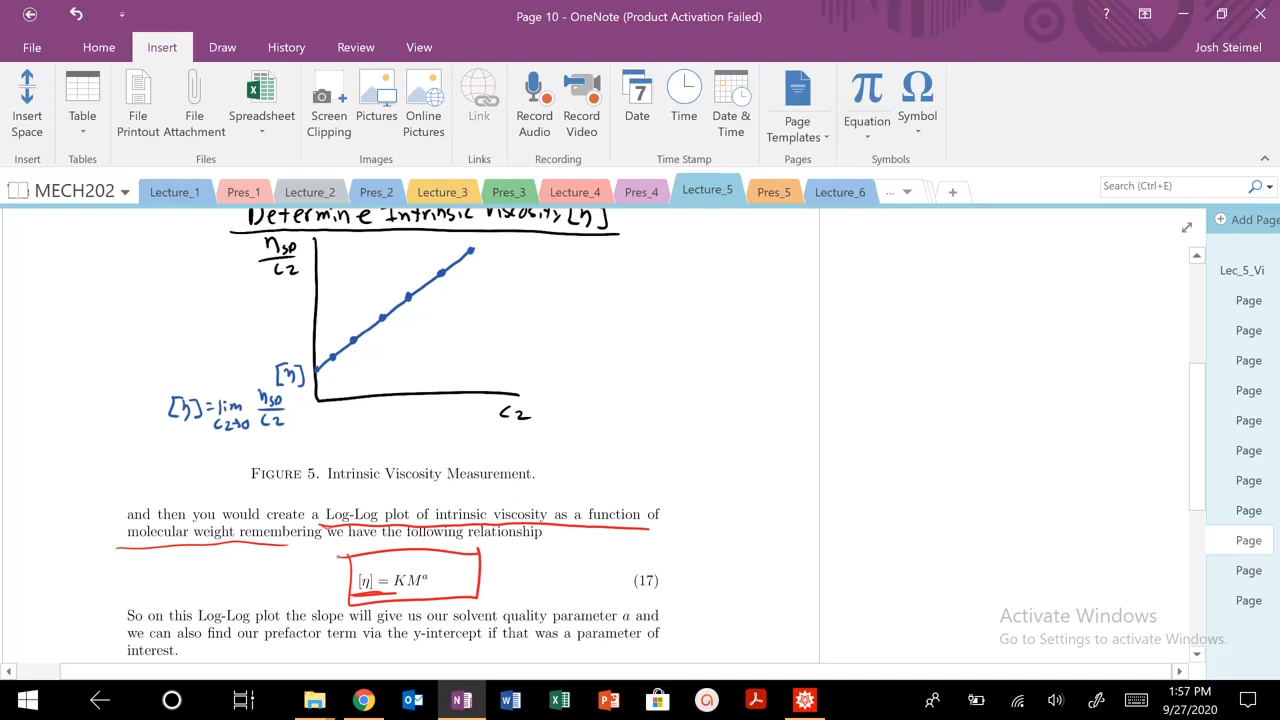 Page 10 - OneNote (Product Activation Failed)
?
File Home Insert Draw History Review View
Josh Steimel
Insert Space
Table
File Printout
File Attachment
Spreadsheet
Screen Clipping
Pictures
Online Pictures
Link
Record Audio
Record Video
7
Date
Time
Date & Time
Page Templates
π
Equation
Ω
Symbol
Insert Tables Files Images Links Recording Time Stamp Pages Symbols
MECH202
Lecture_1 Pres_1 Lecture_2 Pres_2 Lecture_3 Pres_3 Lecture_4 Pres_4 Lecture_5 Pres_5 Lecture_6 ...
Search (Ctrl+E)
Add Page
Lec_5_Vi
Page
Page
Page
Page
Page
Page
Page
Page
Page
Page
Page
Determine Intrinsic Viscosity [η]
ηsp
c2
[η]
[η] = lim c2→0 ηsp/c2
c2
FIGURE 5. Intrinsic Viscosity Measurement.
and then you would create a Log-Log plot of intrinsic viscosity as a function of
molecular weight remembering we have the following relationship
[η] = KMᵃ (17)
So on this Log-Log plot the slope will give us our solvent quality parameter a and
we can also find our prefactor term via the y-intercept if that was a parameter of
interest.
Activate Windows
Go to Settings to activate Windows.
1:57 PM
9/27/2020